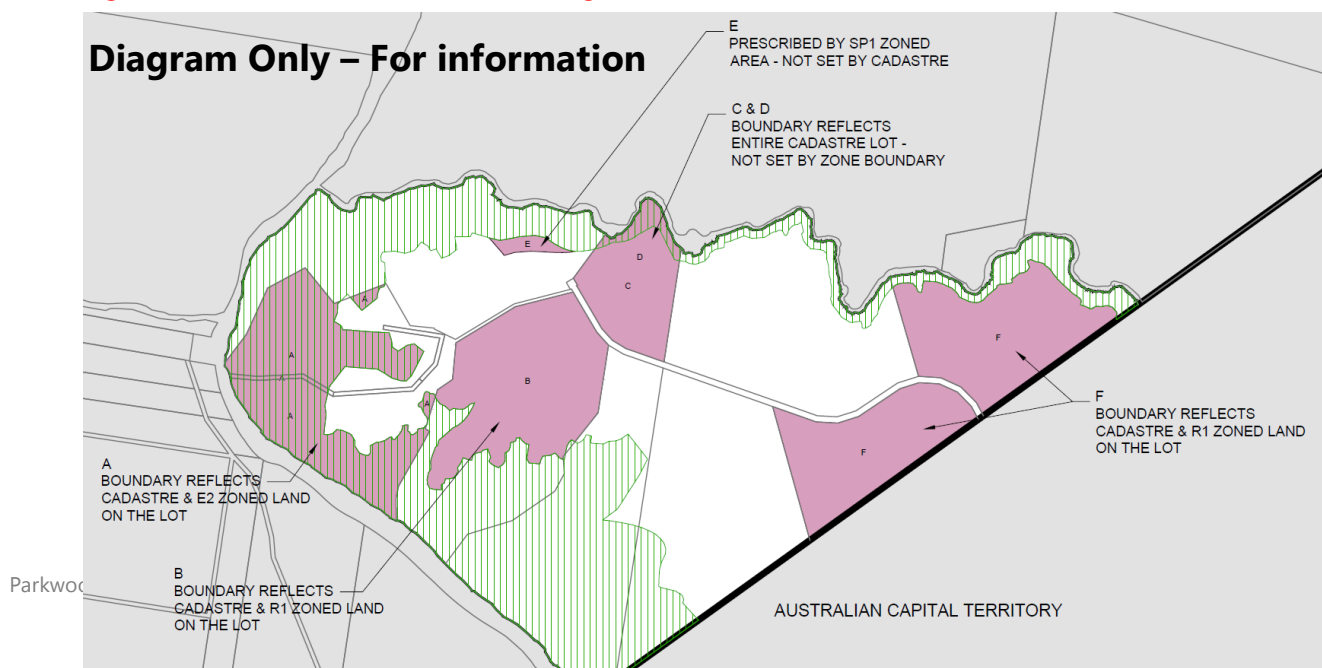 Diagram Only – For information
E
PRESCRIBED BY SP1 ZONED
AREA - NOT SET BY CADASTRE
C & D
BOUNDARY REFLECTS
ENTIRE CADASTRE LOT -
NOT SET BY ZONE BOUNDARY
E
D
C
A
A
A
A
A
B
F
F
F
BOUNDARY REFLECTS
CADASTRE & R1 ZONED LAND
ON THE LOT
A
BOUNDARY REFLECTS
CADASTRE & E2 ZONED LAND
ON THE LOT
B
BOUNDARY REFLECTS
CADASTRE & R1 ZONED LAND
ON THE LOT
AUSTRALIAN CAPITAL TERRITORY